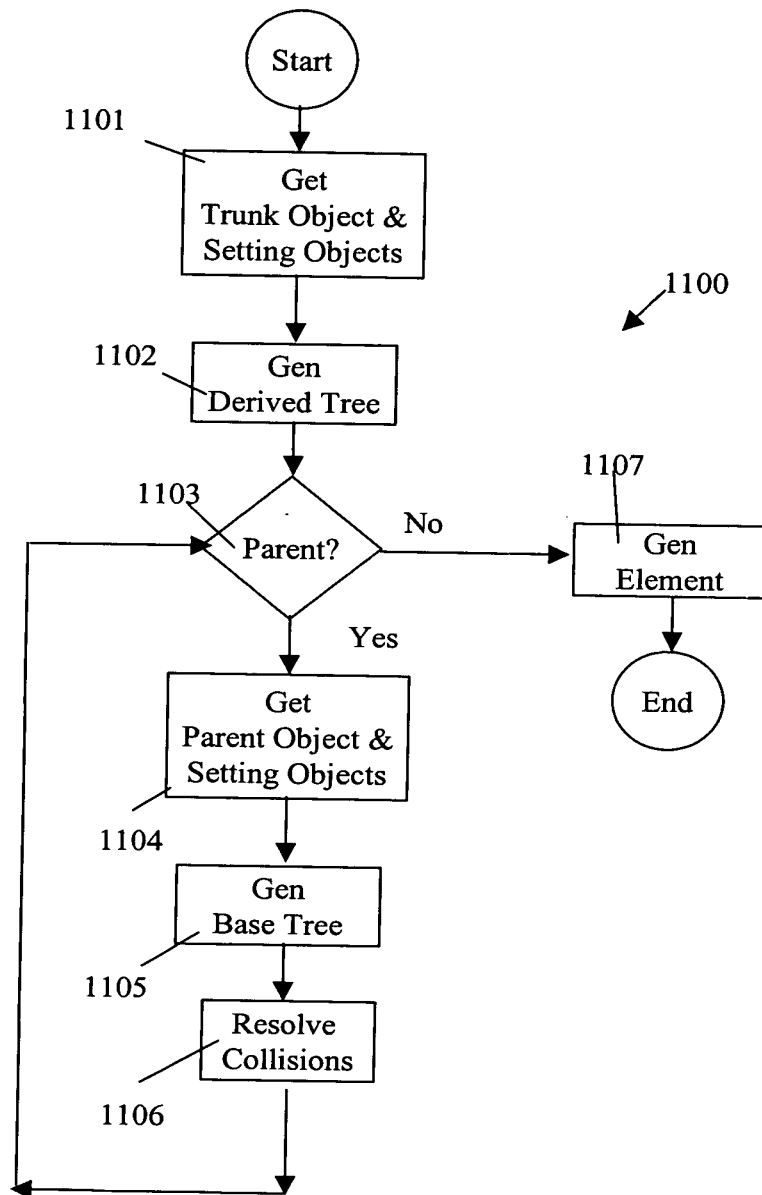 Start
1101
Get
Trunk Object &
Setting Objects
1100
1102
Gen
Derived Tree
1103
Parent?
No
1107
Gen
Element
Yes
End
Get
Parent Object &
Setting Objects
1104
Gen
Base Tree
1105
Resolve
Collisions
1106